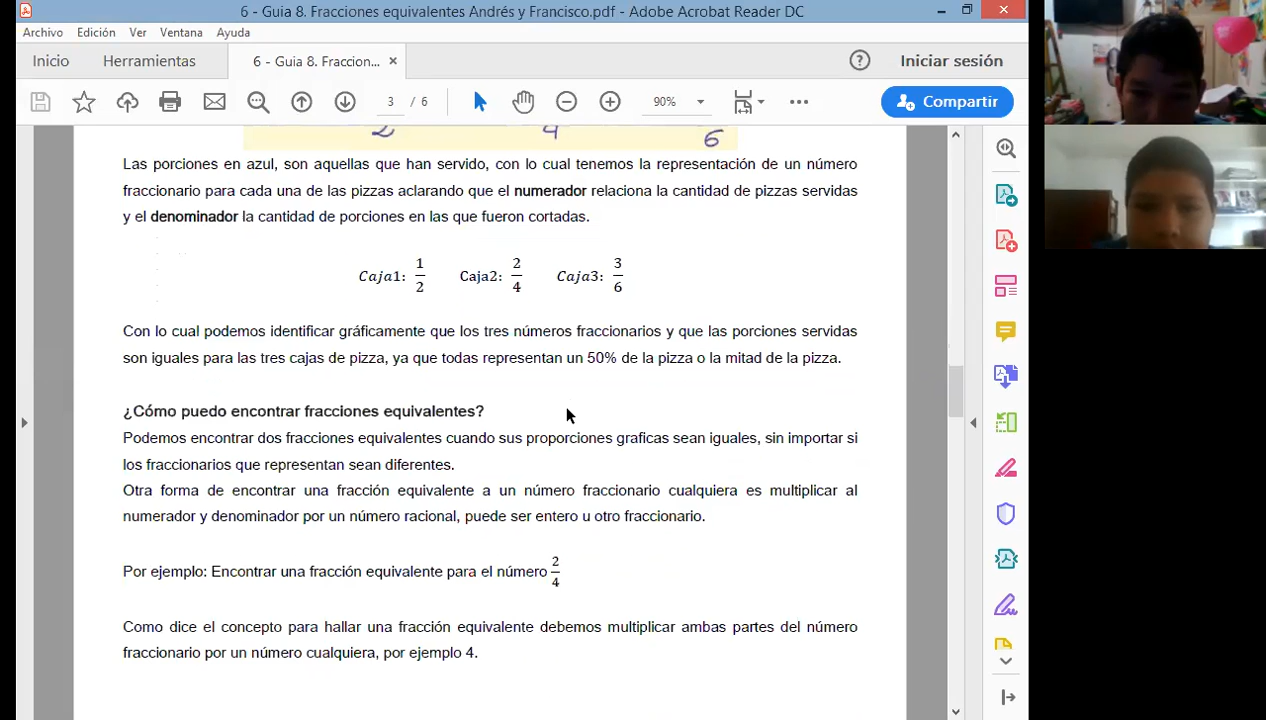 6 - Guia 8. Fracciones equivalentes Andrés y Francisco.pdf - Adobe Acrobat Reader DC
Archivo Edición Ver Ventana Ayuda
Inicio Herramientas 6 - Guia 8. Fraccion... × Iniciar sesión
3 / 6 90% Compartir
2 4 6
Las porciones en azul, son aquellas que han servido, con lo cual tenemos la representación de un número
fraccionario para cada una de las pizzas aclarando que el numerador relaciona la cantidad de pizzas servidas
y el denominador la cantidad de porciones en las que fueron cortadas.
Caja1: 1/2 Caja2: 2/4 Caja3: 3/6
Con lo cual podemos identificar gráficamente que los tres números fraccionarios y que las porciones servidas
son iguales para las tres cajas de pizza, ya que todas representan un 50% de la pizza o la mitad de la pizza.
¿Cómo puedo encontrar fracciones equivalentes?
Podemos encontrar dos fracciones equivalentes cuando sus proporciones graficas sean iguales, sin importar si
los fraccionarios que representan sean diferentes.
Otra forma de encontrar una fracción equivalente a un número fraccionario cualquiera es multiplicar al
numerador y denominador por un número racional, puede ser entero u otro fraccionario.
Por ejemplo: Encontrar una fracción equivalente para el número 2/4
Como dice el concepto para hallar una fracción equivalente debemos multiplicar ambas partes del número
fraccionario por un número cualquiera, por ejemplo 4.